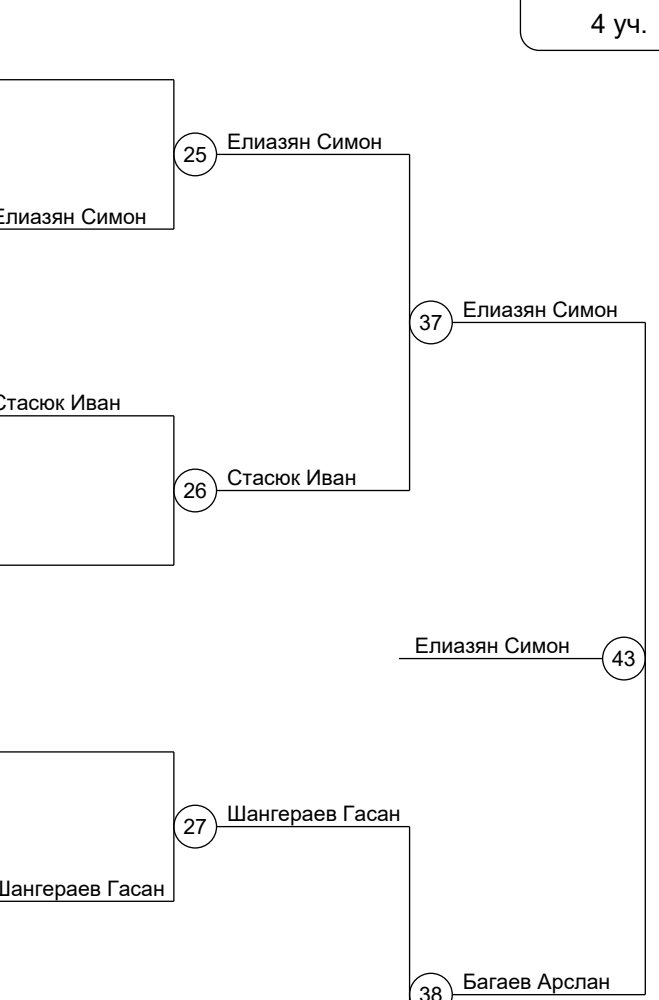 4 уч.
25 Елиазян Симон
Елиазян Симон
37 Елиазян Симон
Стасюк Иван
26 Стасюк Иван
Елиазян Симон 43
27 Шангераев Гасан
Шангераев Гасан
38 Багаев Арслан